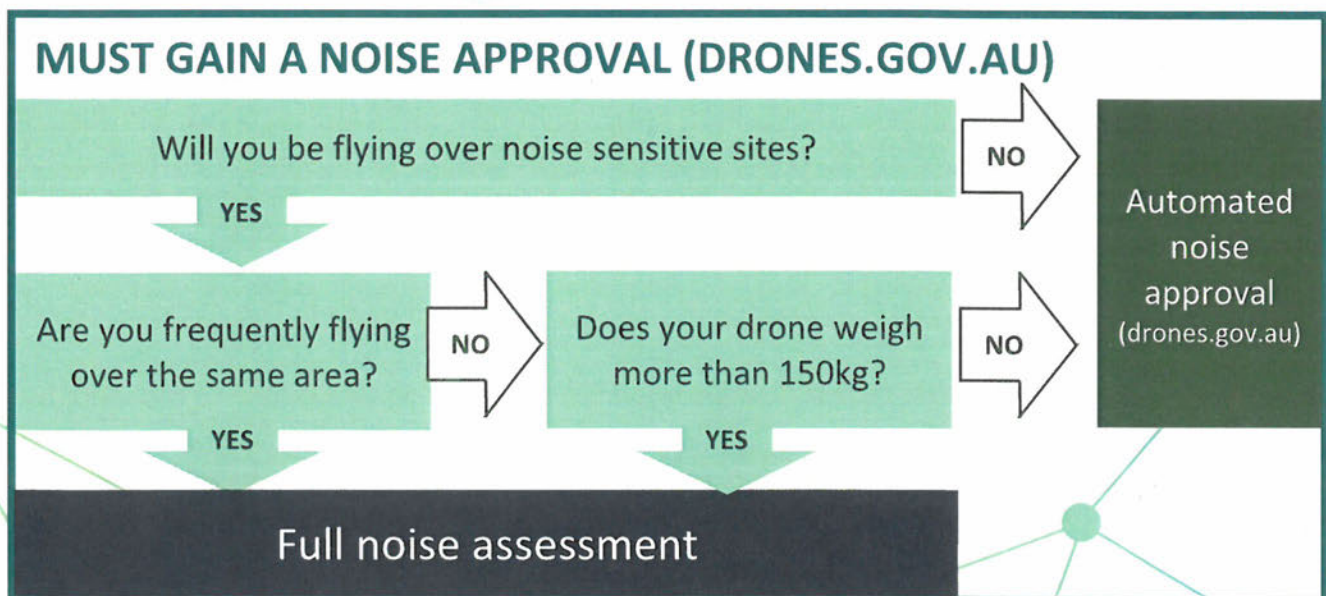 MUST GAIN A NOISE APPROVAL (DRONES.GOV.AU)
Will you be flying over noise sensitive sites?
NO
YES
Automated
noise
approval
(drones.gov.au)
Are you frequently flying
over the same area?
NO
Does your drone weigh
more than 150kg?
NO
YES
YES
Full noise assessment